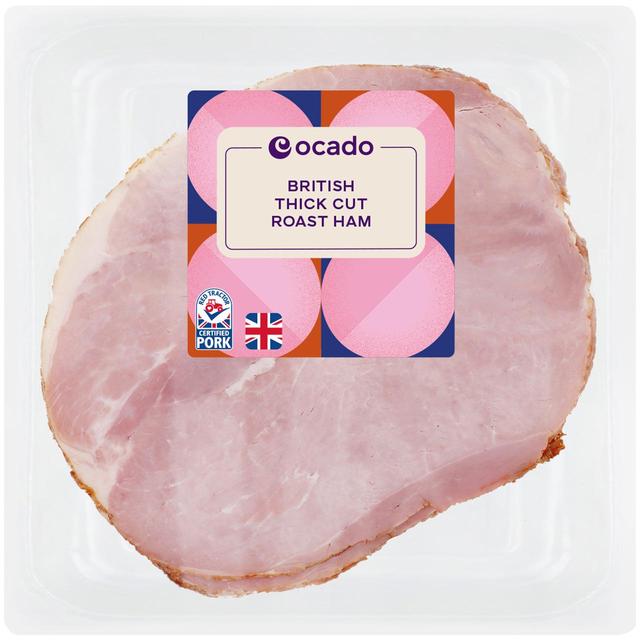 ocado
BRITISH
THICK CUT
ROAST HAM
RED TRACTOR
CERTIFIED
PORK